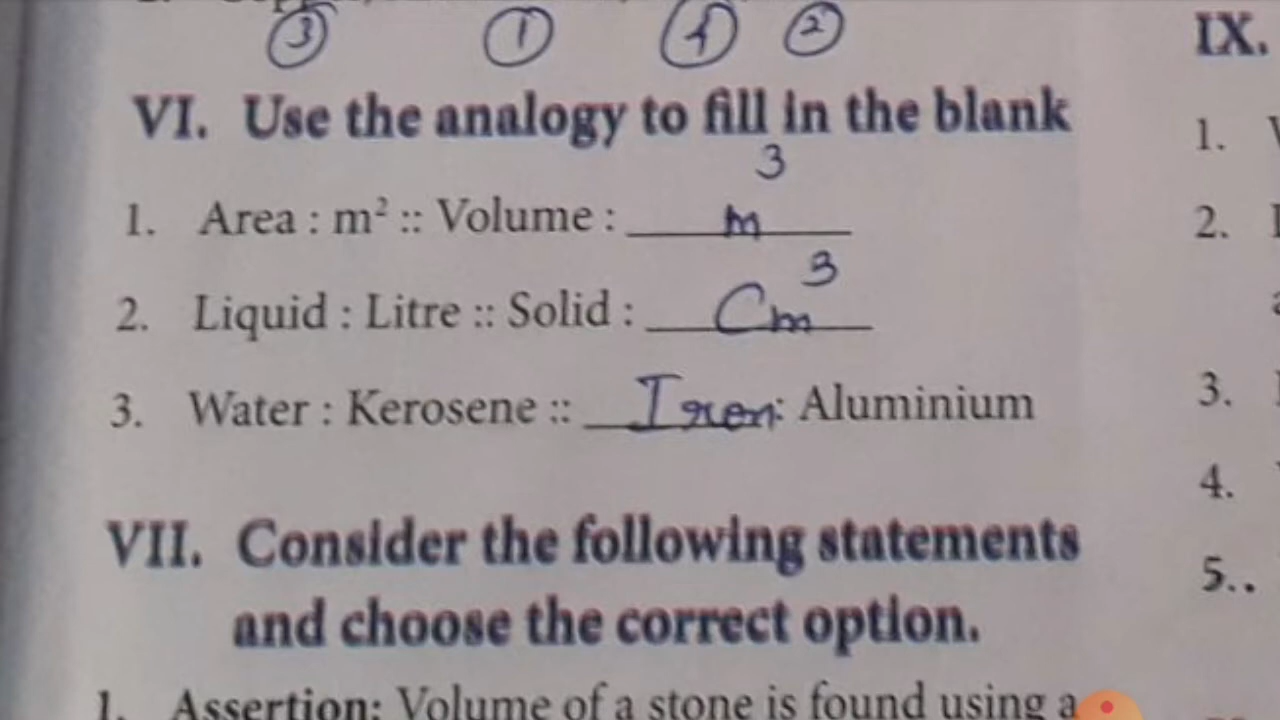 ③ ① ④ ②
IX.
VI. Use the analogy to fill in the blank
1.
1. Area : m² :: Volume : m³
2.
2. Liquid : Litre :: Solid : Cm³
3. Water : Kerosene :: Iron : Aluminium
3.
4.
VII. Consider the following statements
5..
and choose the correct option.
1. Assertion: Volume of a stone is found using a